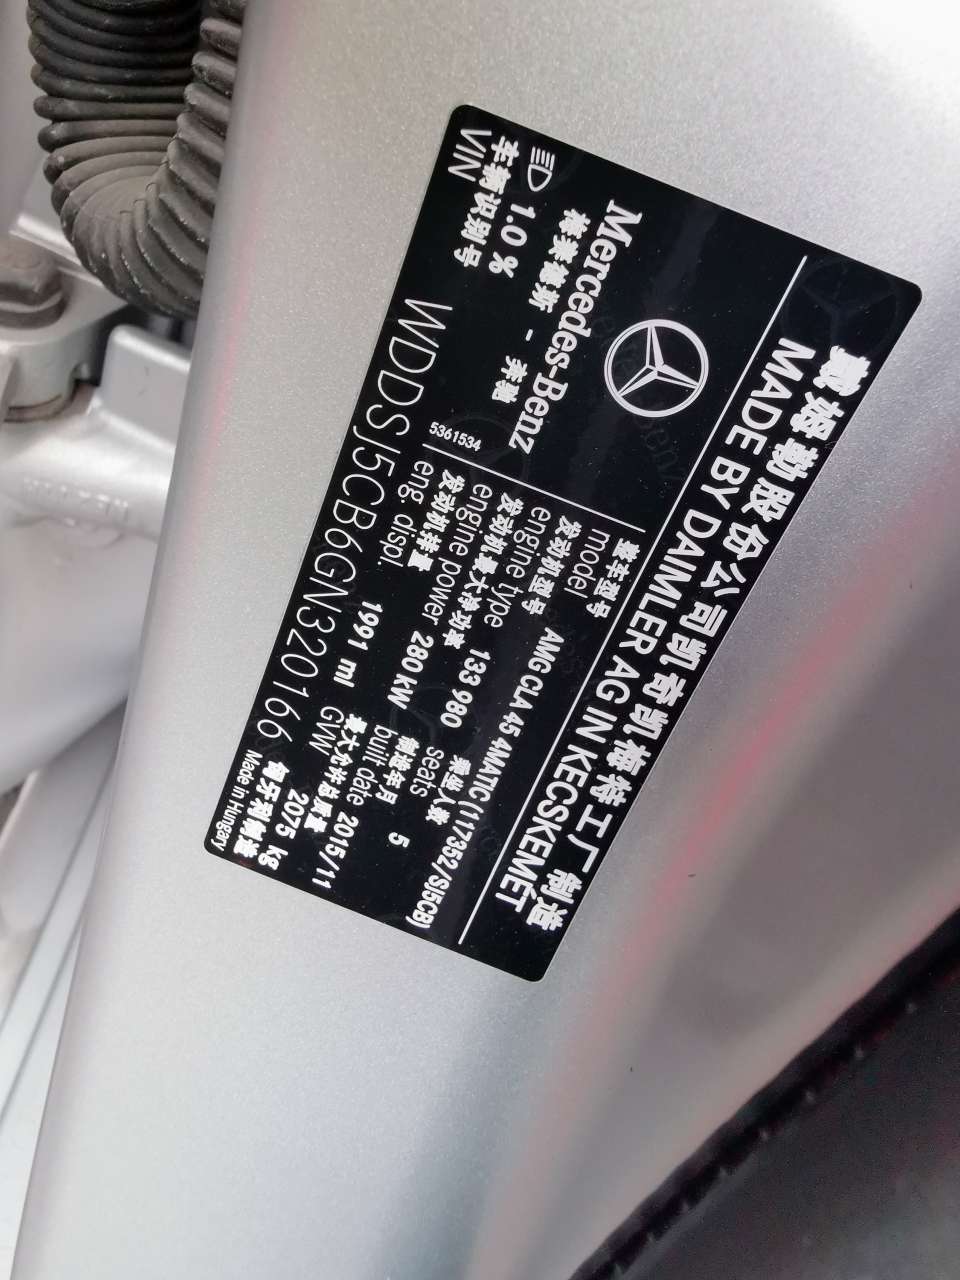 戴姆勒股份公司凯奇凯梅特工厂制造
MADE BY DAIMLER AG IN KECSKEMET
Mercedes-Benz
梅赛德斯 - 奔驰
1.0 %
整车型号
model AMG CLA 45 4MATIC (117352/SJ5CB)
发动机型号
engine type 133 980
乘坐人数
seats 5
发动机最大净功率
engine power 280 kW
制造年月
built date 2015/11
发动机排量
eng. displ. 1991 ml
最大允许总质量
GVW 2075 kg
5361534
车辆识别号
VIN WDDSJ5CB6GN320166
匈牙利制造
Made in Hungary